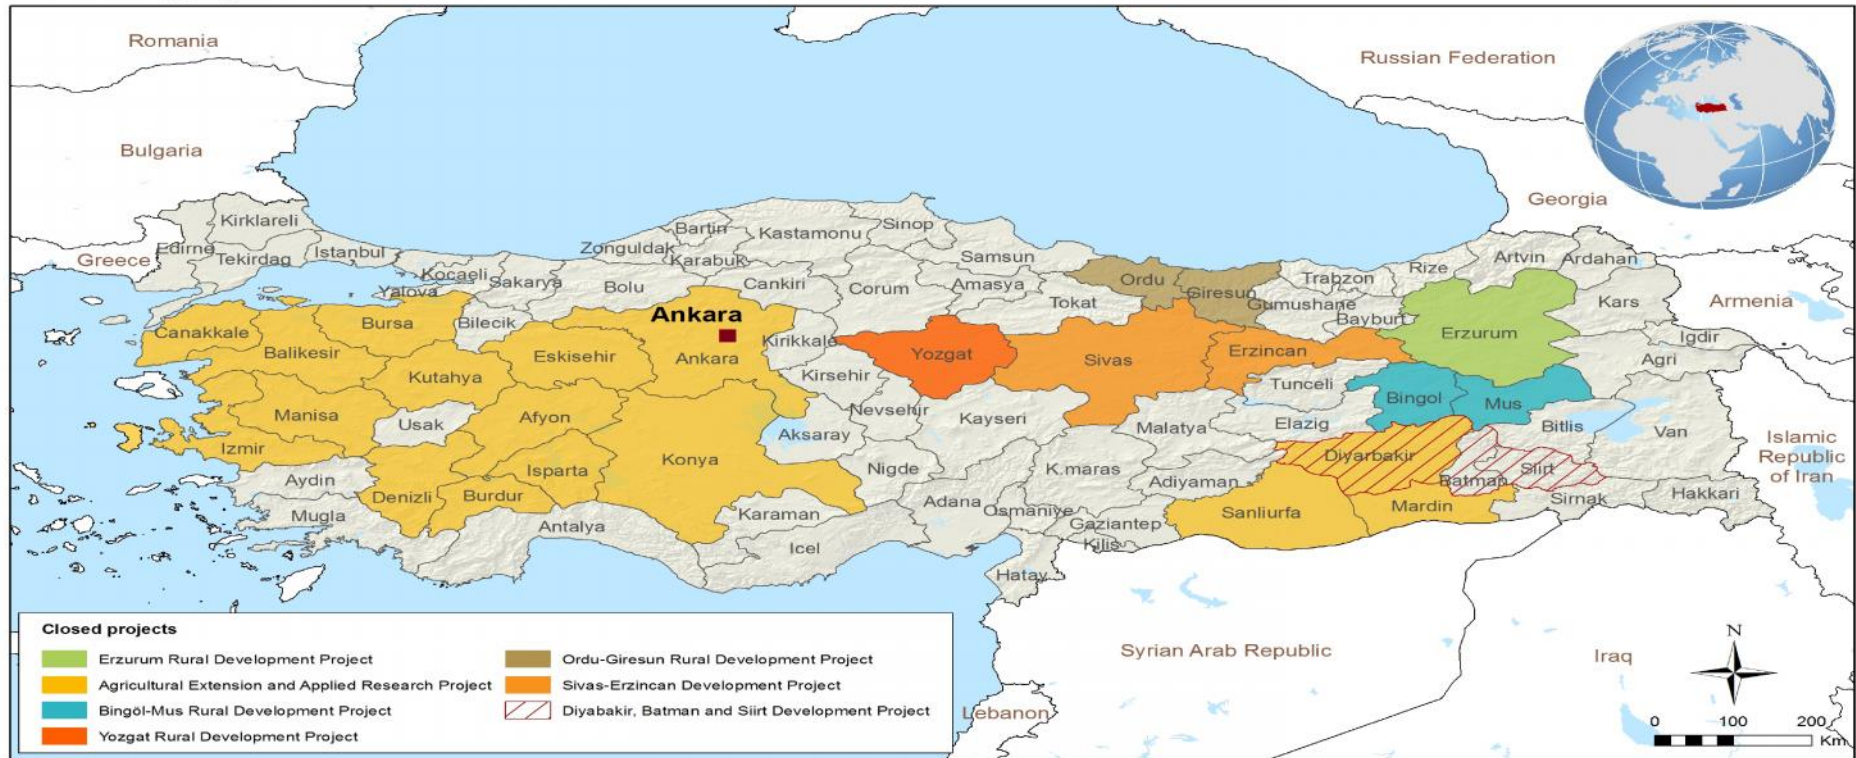 Romania
Russian Federation
Bulgaria
Georgia
Greece
Armenia
Islamic
Republic
of Iran
Syrian Arab Republic
Iraq
Lebanon
Kirklareli
Edirne
Tekirdag
Istanbul
Kocaeli
Yalova
Sakarya
Zonguldak
Bartin
Karabuk
Kastamonu
Sinop
Bolu
Cankiri
Corum
Samsun
Amasya
Tokat
Ordu
Giresun
Trabzon
Gumushane
Bayburt
Rize
Artvin
Ardahan
Kars
Igdir
Agri
Erzurum
Canakkale
Balikesir
Bursa
Bilecik
Eskisehir
Ankara
Ankara
Kirikkale
Kirsehir
Yozgat
Sivas
Erzincan
Tunceli
Bingol
Mus
Bitlis
Van
Kutahya
Manisa
Usak
Afyon
Izmir
Aydin
Denizli
Isparta
Burdur
Konya
Aksaray
Nevsehir
Kayseri
Nigde
Malatya
Elazig
Diyarbakir
Batman
Siirt
Sirnak
Hakkari
Mardin
Sanliurfa
Adiyaman
K.maras
Gaziantep
Kilis
Osmaniye
Adana
Hatay
Icel
Karaman
Antalya
Mugla
Closed projects
Erzurum Rural Development Project
Agricultural Extension and Applied Research Project
Bingöl-Mus Rural Development Project
Yozgat Rural Development Project
Ordu-Giresun Rural Development Project
Sivas-Erzincan Development Project
Diyabakir, Batman and Siirt Development Project
N
0 100 200
Km